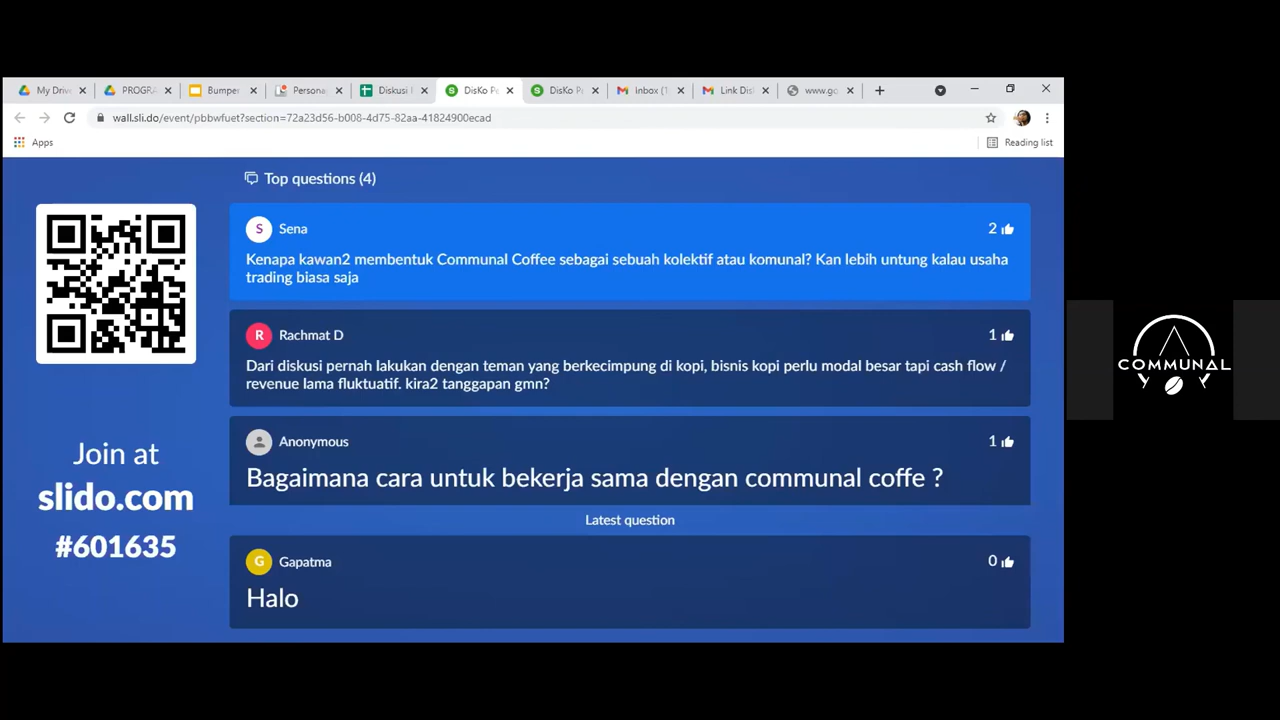 My Drive
PROGRA
Bumper
Persona
Diskusi
DisKo Pe
DisKo Pe
Inbox (1
Link Disk
www.go
wall.sli.do/event/pbbwfuet?section=72a23d56-b008-4d75-82aa-41824900ecad
Apps
Reading list
Top questions (4)
S
Sena
2
Kenapa kawan2 membentuk Communal Coffee sebagai sebuah kolektif atau komunal? Kan lebih untung kalau usaha
trading biasa saja
R
Rachmat D
1
Dari diskusi pernah lakukan dengan teman yang berkecimpung di kopi, bisnis kopi perlu modal besar tapi cash flow /
revenue lama fluktuatif. kira2 tanggapan gmn?
Anonymous
1
Bagaimana cara untuk bekerja sama dengan communal coffe ?
Latest question
G
Gapatma
0
Halo
Join at
slido.com
#601635
COMMUNAL